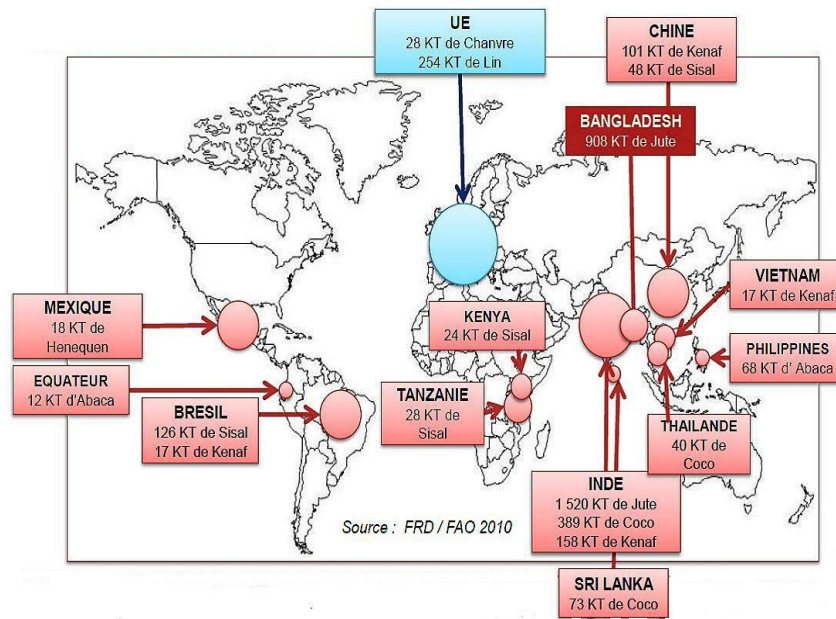 UE
28 KT de Chanvre
254 KT de Lin
CHINE
101 KT de Kenaf
48 KT de Sisal
BANGLADESH
908 KT de Jute
VIETNAM
17 KT de Kenaf
MEXIQUE
18 KT de
Henequen
KENYA
24 KT de Sisal
PHILIPPINES
68 KT d' Abaca
EQUATEUR
12 KT d'Abaca
BRESIL
126 KT de Sisal
17 KT de Kenaf
TANZANIE
28 KT de
Sisal
THAILANDE
40 KT de
Coco
INDE
1 520 KT de Jute
389 KT de Coco
158 KT de Kenaf
Source : FRD / FAO 2010
SRI LANKA
73 KT de Coco